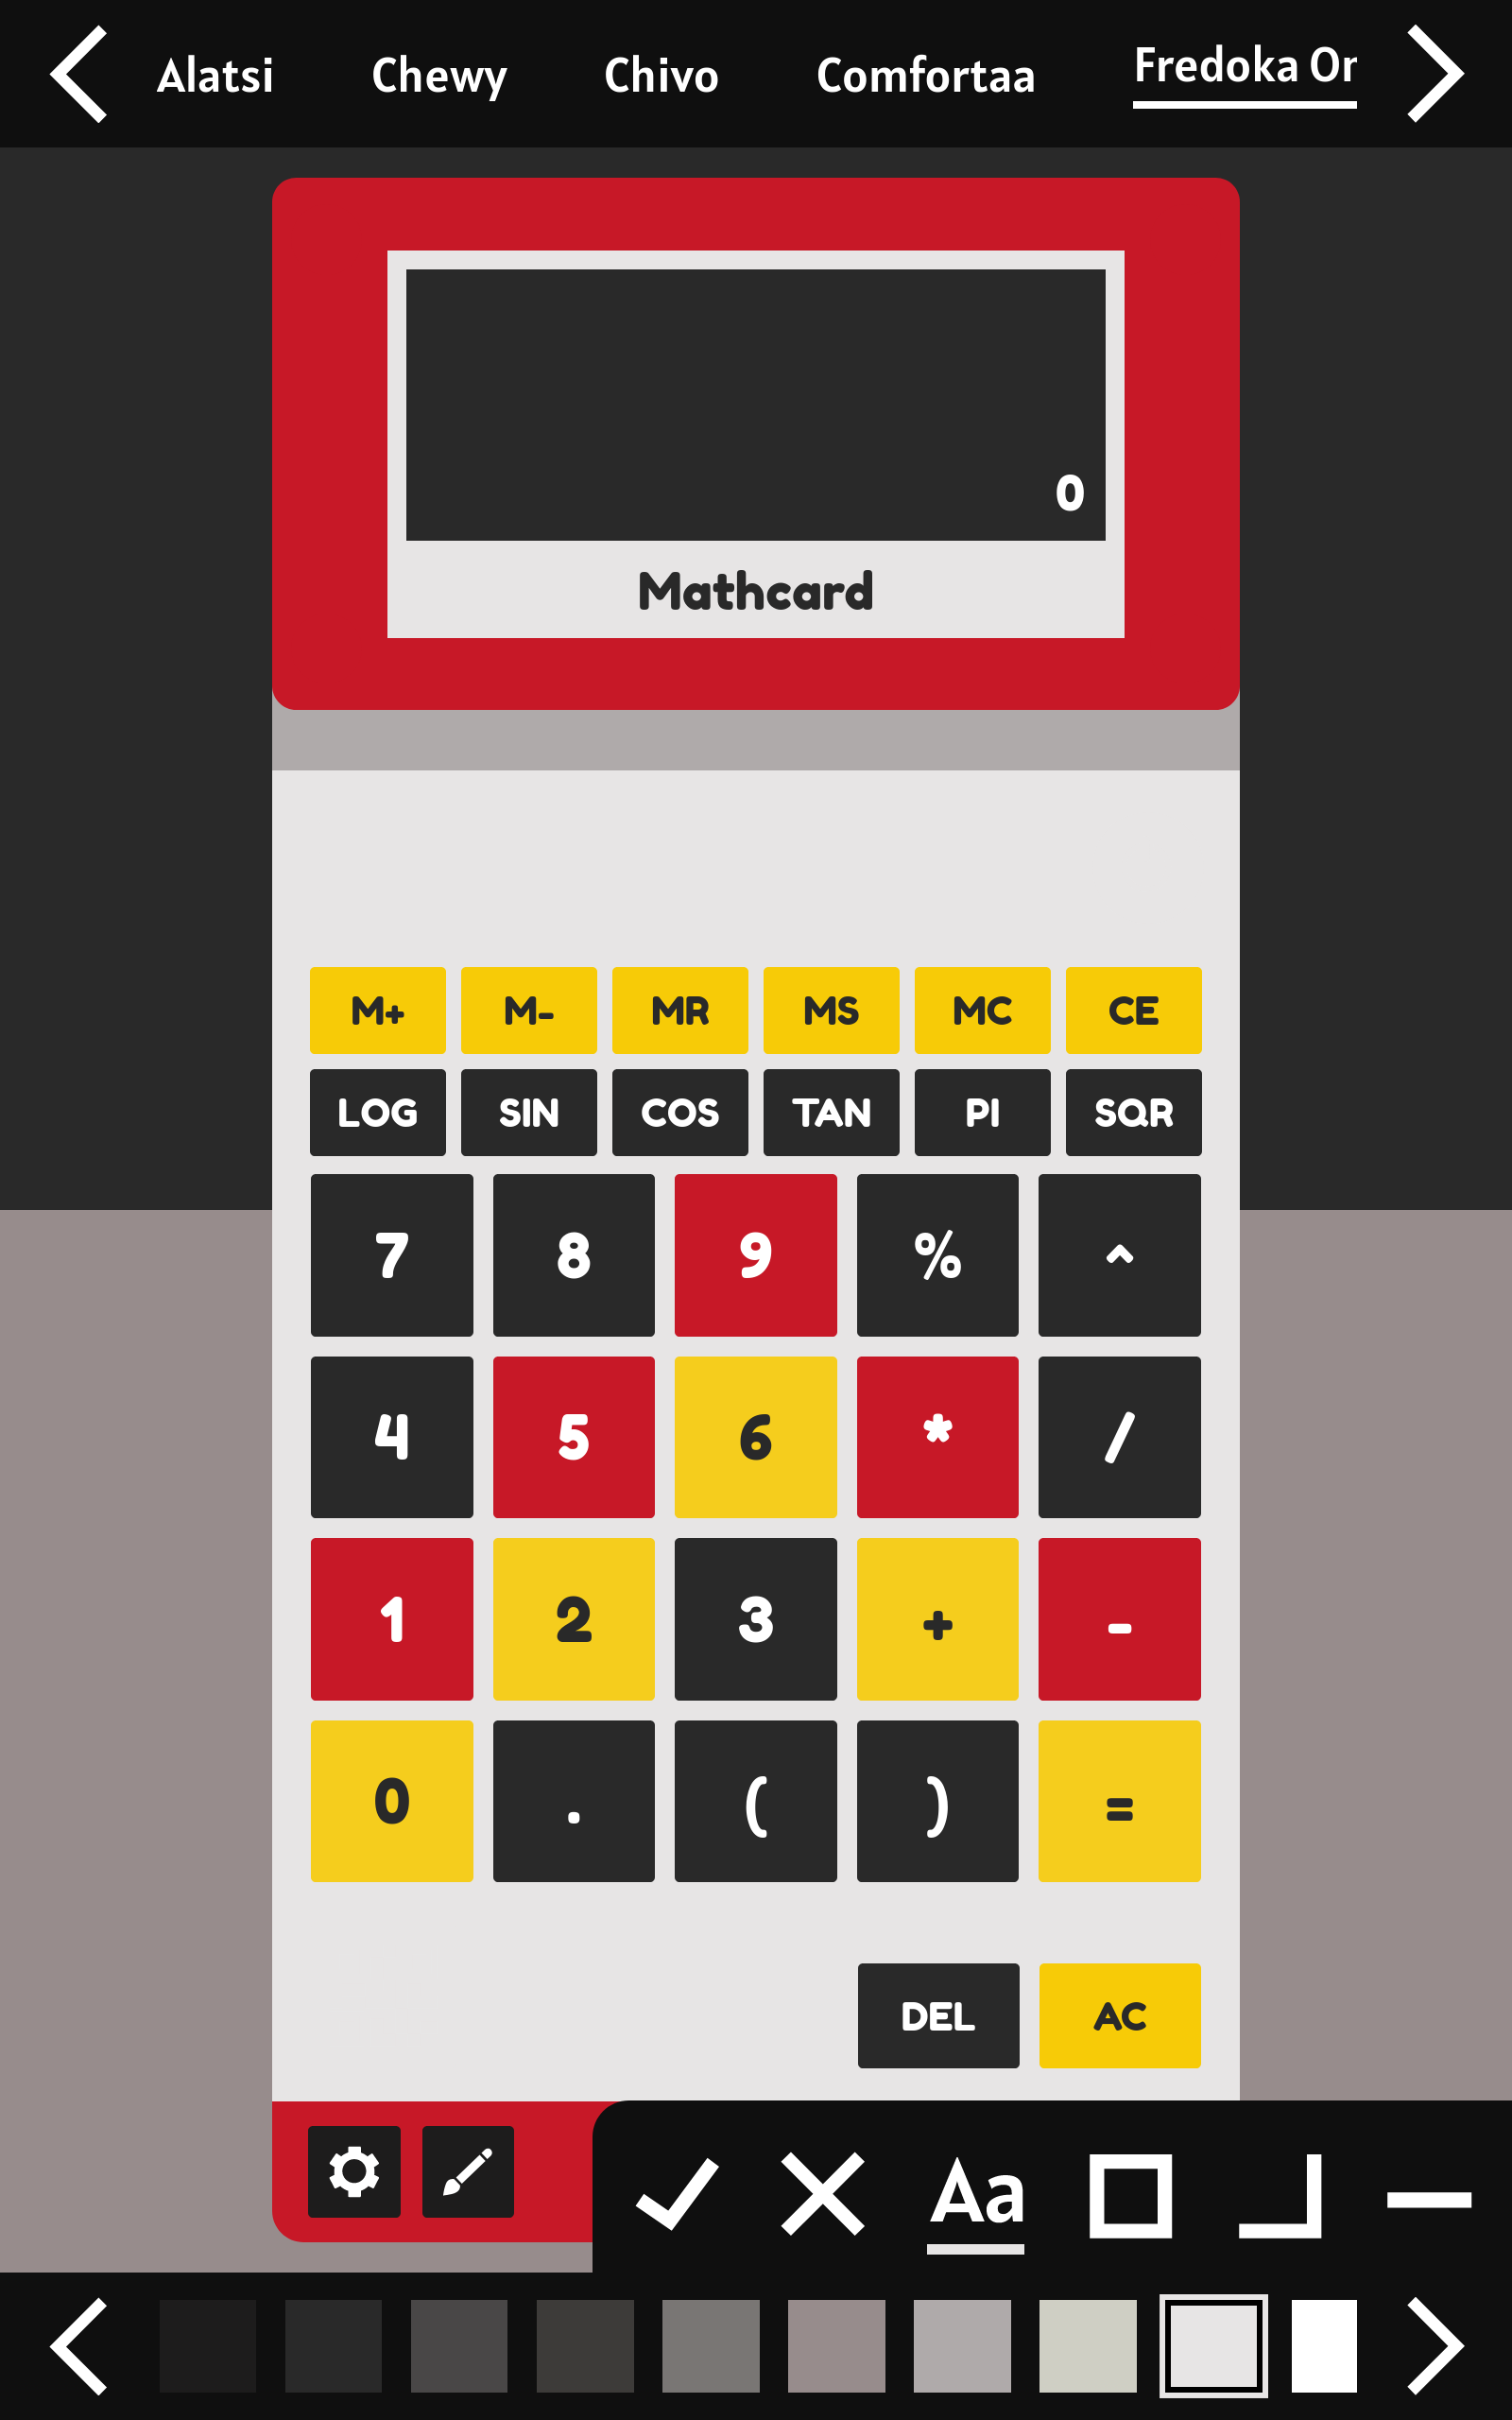 Alatsi Chewy Chivo Comfortaa Fredoka Or
0
Mathcard
M+ M- MR MS MC CE
LOG SIN COS TAN PI SQR
7 8 9 % ^
4 5 6 * /
1 2 3 + -
0 . ( ) =
DEL AC
Aa